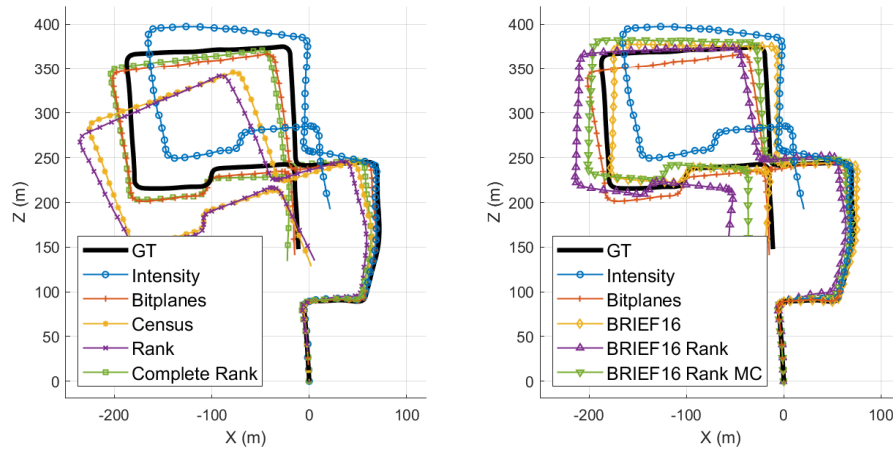 400
350
300
250
200
150
100
50
0
Z (m)
-200
-100
0
100
X (m)
GT
Intensity
Bitplanes
Census
Rank
Complete Rank
400
350
300
250
200
150
100
50
0
Z (m)
-200
-100
0
100
X (m)
GT
Intensity
Bitplanes
BRIEF16
BRIEF16 Rank
BRIEF16 Rank MC